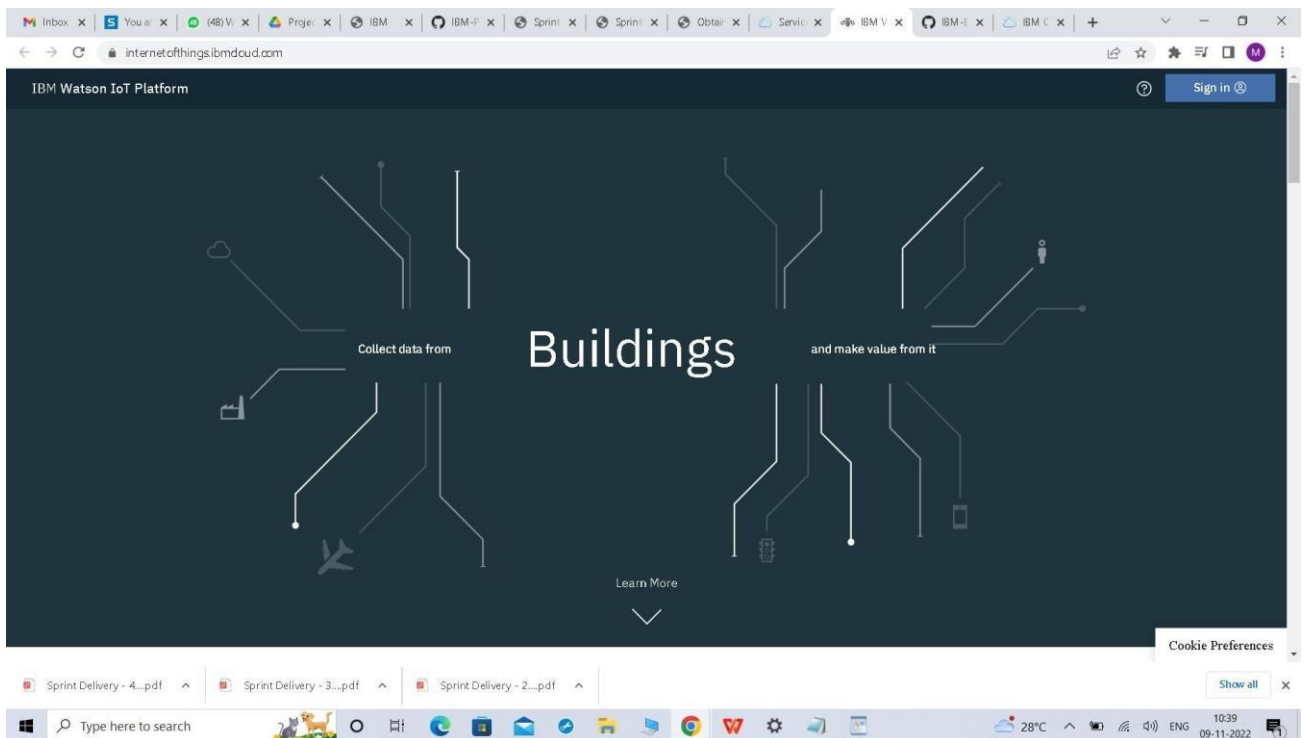 Inbox
You ar
(48) W
Projec
IBM
IBM-P
Sprint
Sprint
Obtain
Servic
IBM W
IBM-E
IBM C
internetofthings.ibmcloud.com
M
IBM Watson IoT Platform
Sign in
Collect data from
Buildings
and make value from it
Learn More
Cookie Preferences
Sprint Delivery - 4....pdf
Sprint Delivery - 3....pdf
Sprint Delivery - 2....pdf
Show all
Type here to search
28°C
ENG
10:39
09-11-2022